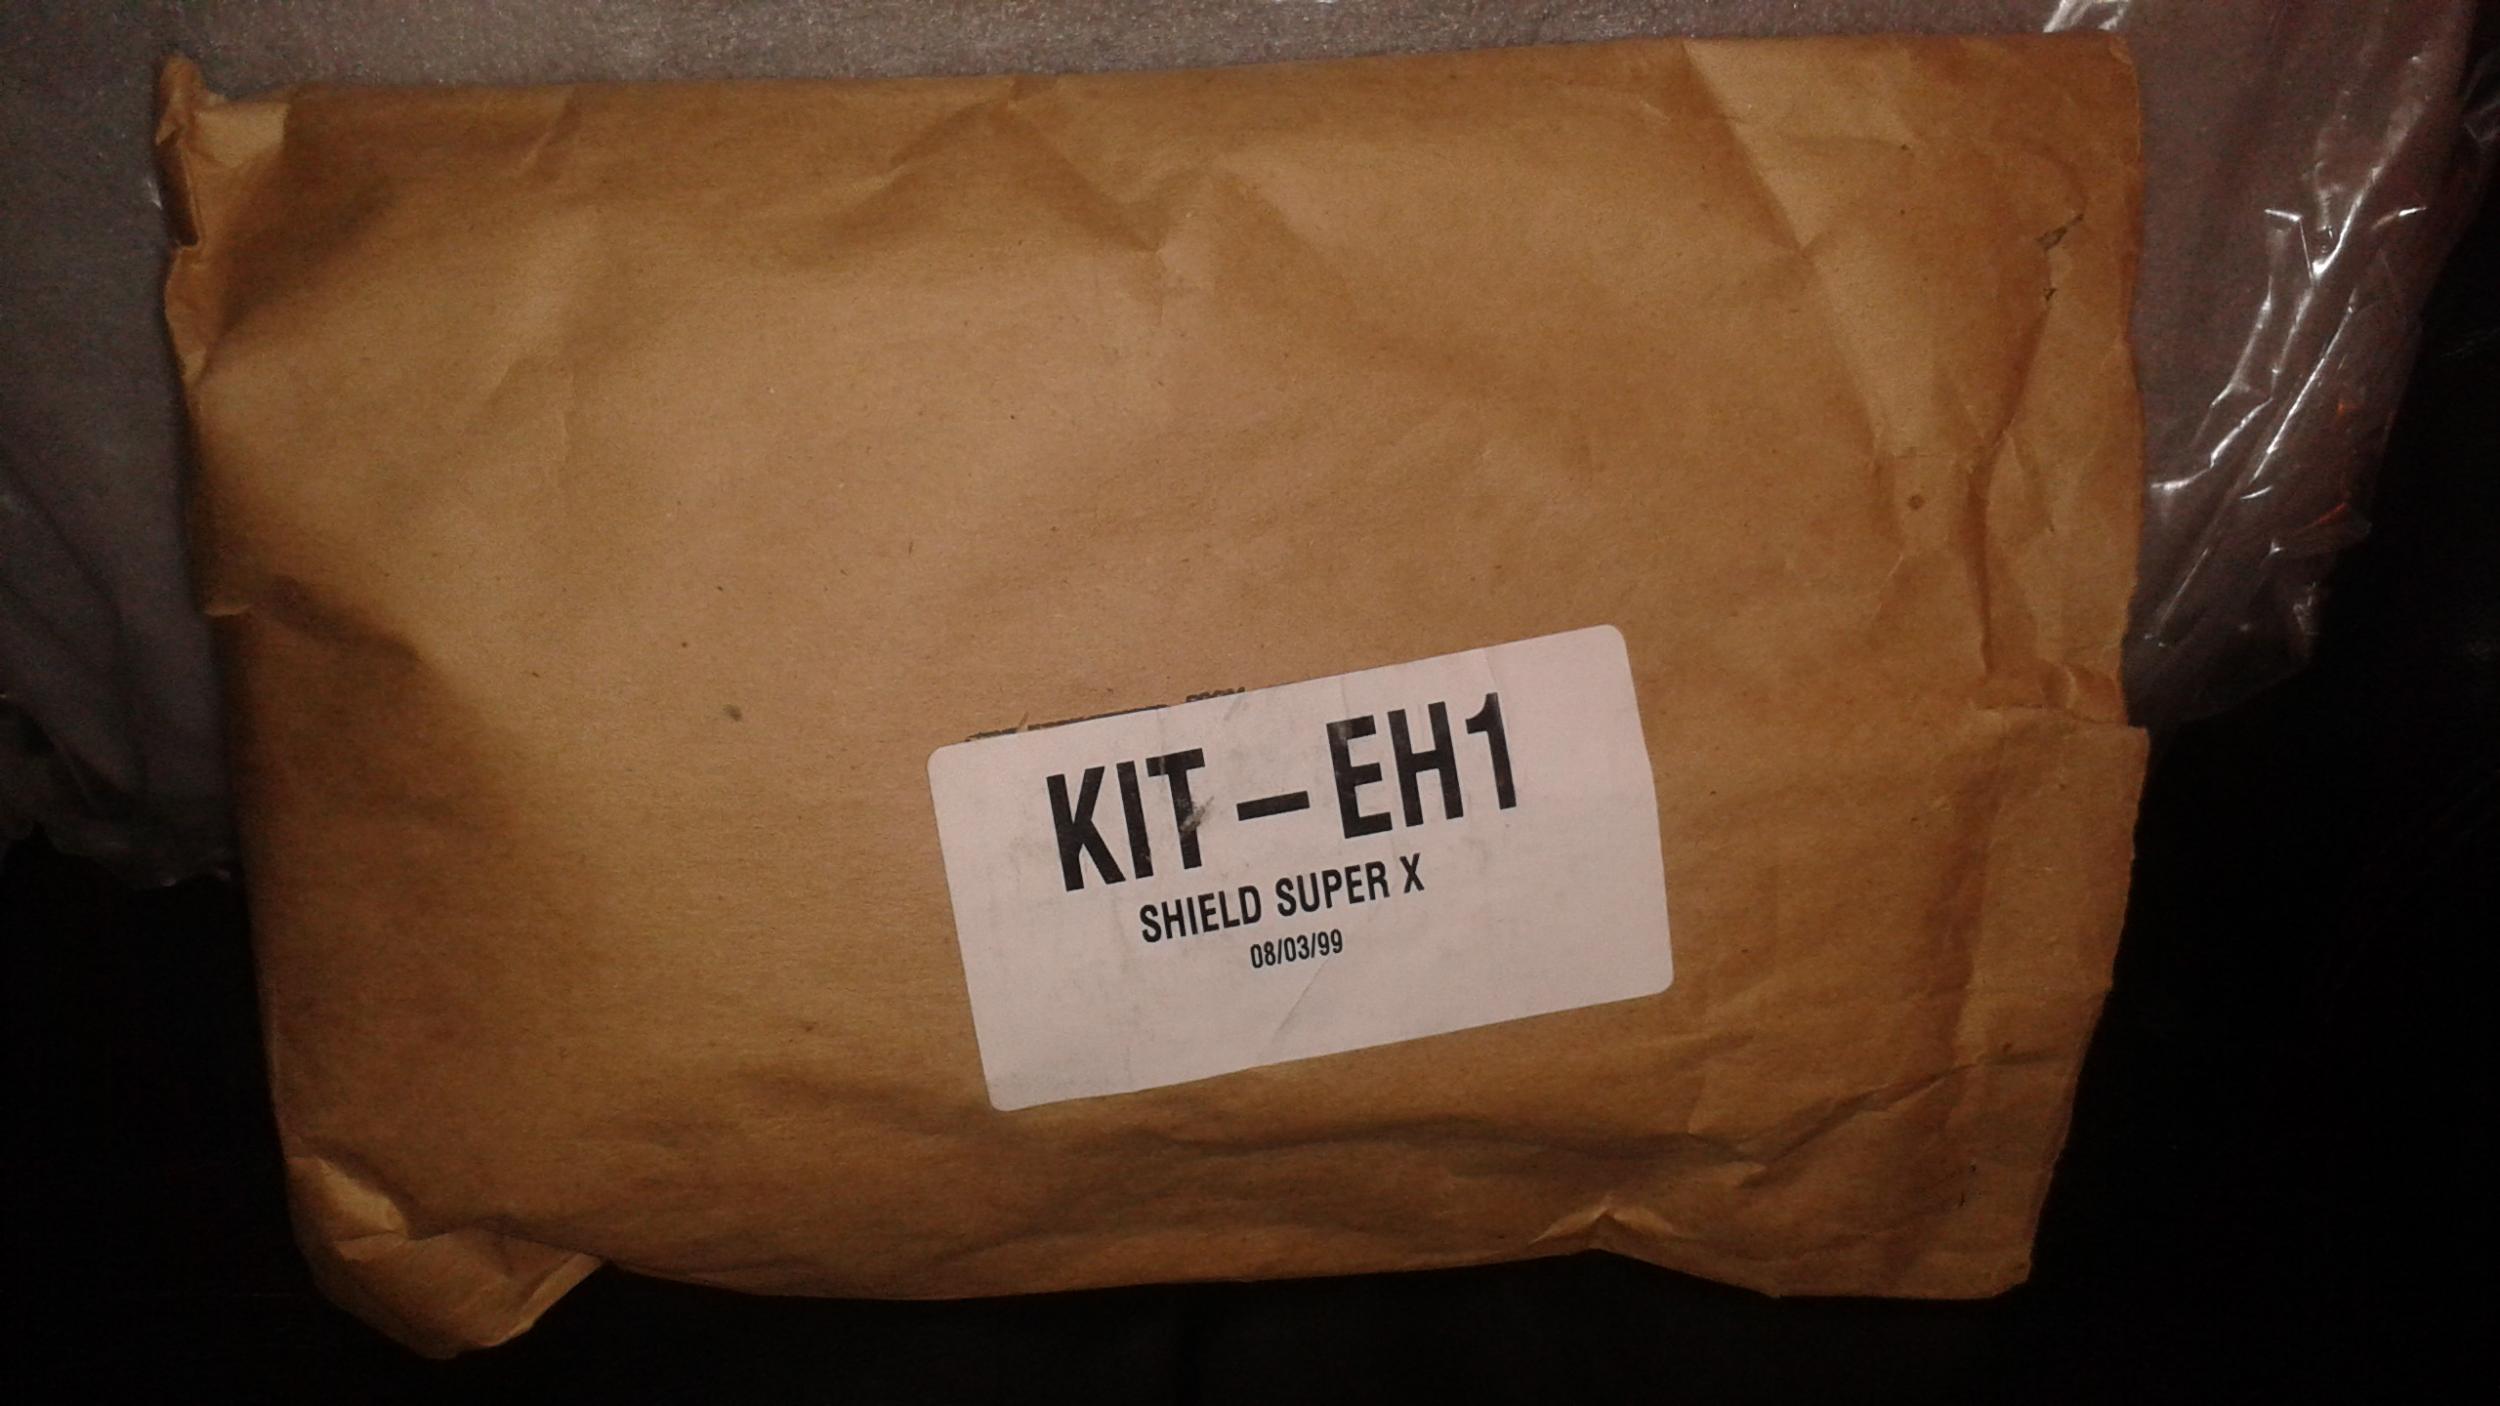 KIT – EH1
SHIELD SUPER X
08/03/99